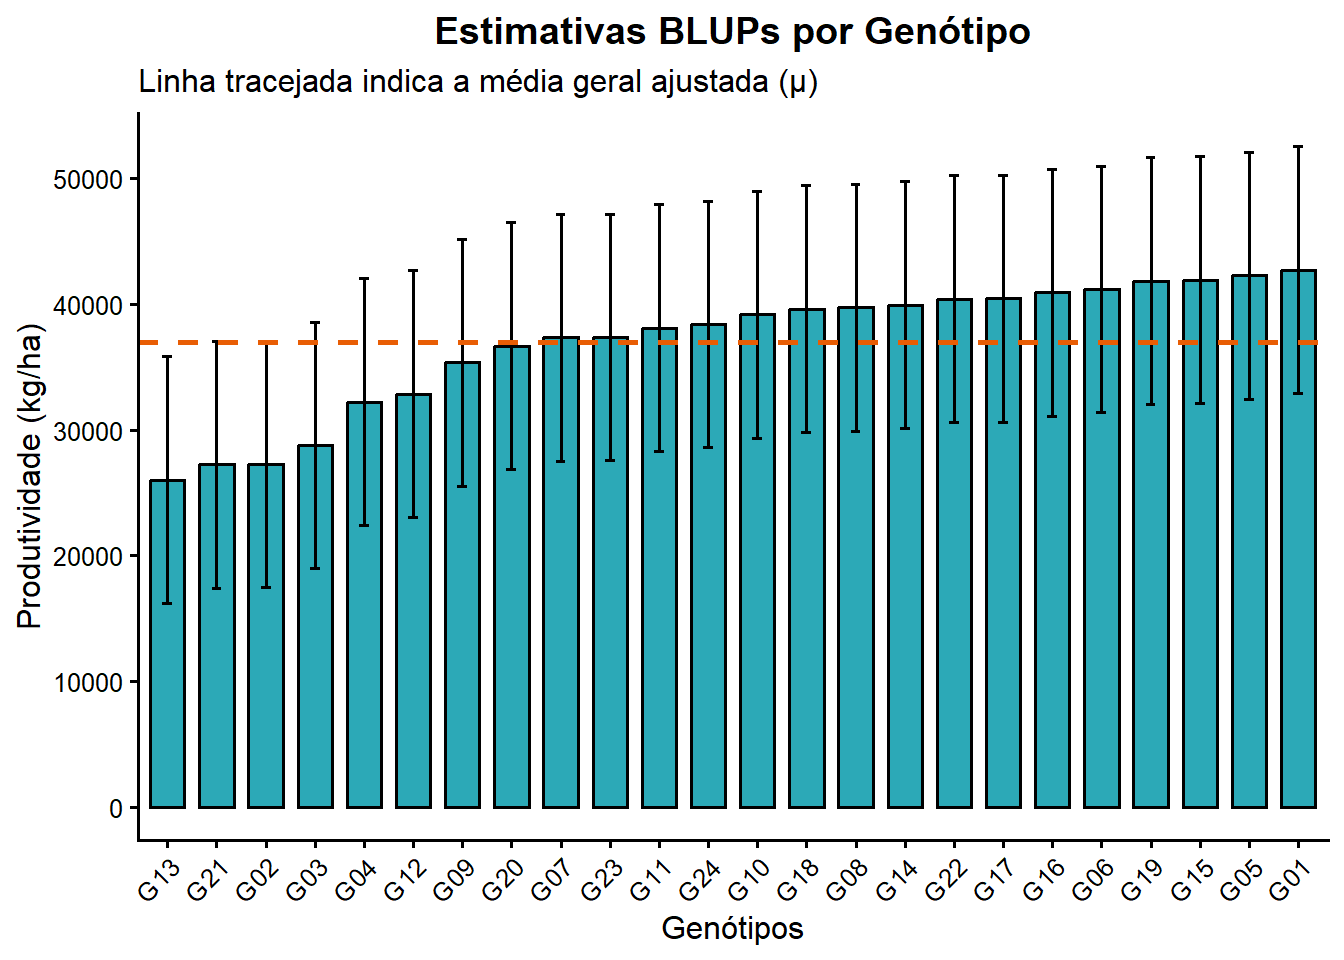 Estimativas BLUPs por Genótipo
Linha tracejada indica a média geral ajustada (μ)
Produtividade (kg/ha)
50000
40000
30000
20000
10000
0
G13 G21 G02 G03 G04 G12 G09 G20 G07 G23 G11 G24 G10 G18 G08 G14 G22 G17 G16 G06 G19 G15 G05 G01
Genótipos